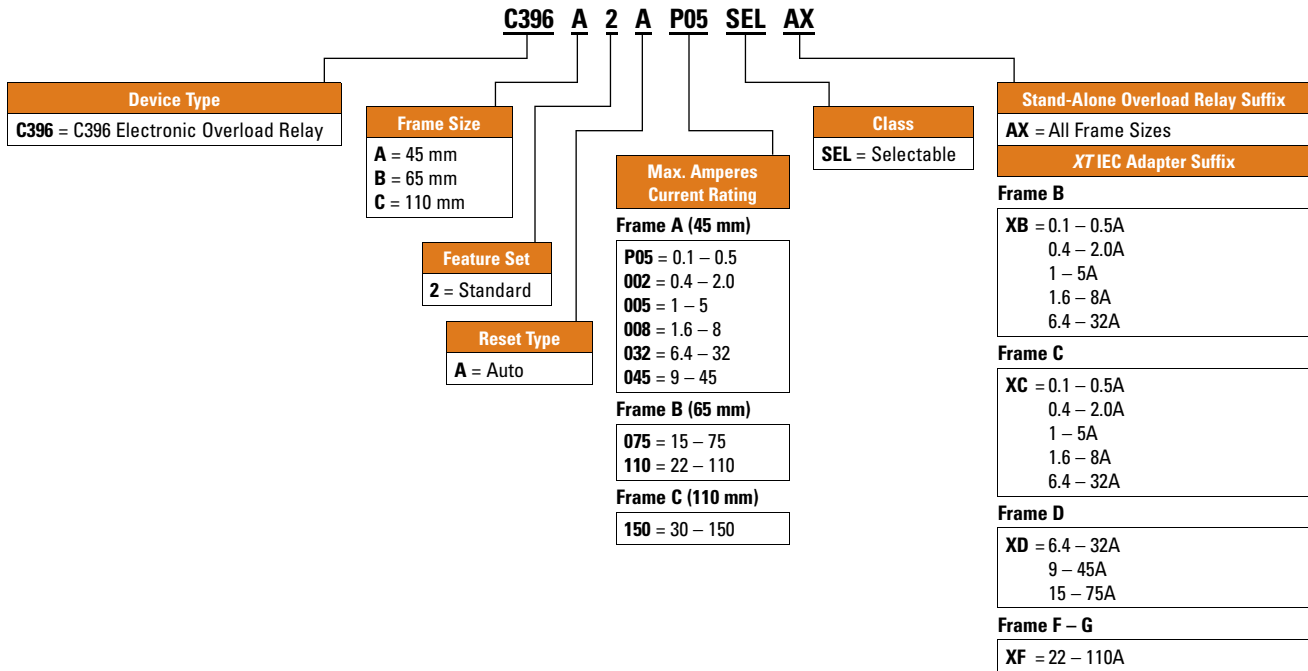 C396 A 2 A P05 SEL AX
Device Type
C396 = C396 Electronic Overload Relay
Frame Size
A = 45 mm
B = 65 mm
C = 110 mm
Feature Set
2 = Standard
Reset Type
A = Auto
Max. Amperes
Current Rating
Frame A (45 mm)
P05 = 0.1 – 0.5
002 = 0.4 – 2.0
005 = 1 – 5
008 = 1.6 – 8
032 = 6.4 – 32
045 = 9 – 45
Frame B (65 mm)
075 = 15 – 75
110 = 22 – 110
Frame C (110 mm)
150 = 30 – 150
Class
SEL = Selectable
Stand-Alone Overload Relay Suffix
AX = All Frame Sizes
XT IEC Adapter Suffix
Frame B
XB = 0.1 – 0.5A
0.4 – 2.0A
1 – 5A
1.6 – 8A
6.4 – 32A
Frame C
XC = 0.1 – 0.5A
0.4 – 2.0A
1 – 5A
1.6 – 8A
6.4 – 32A
Frame D
XD = 6.4 – 32A
9 – 45A
15 – 75A
Frame F – G
XF = 22 – 110A